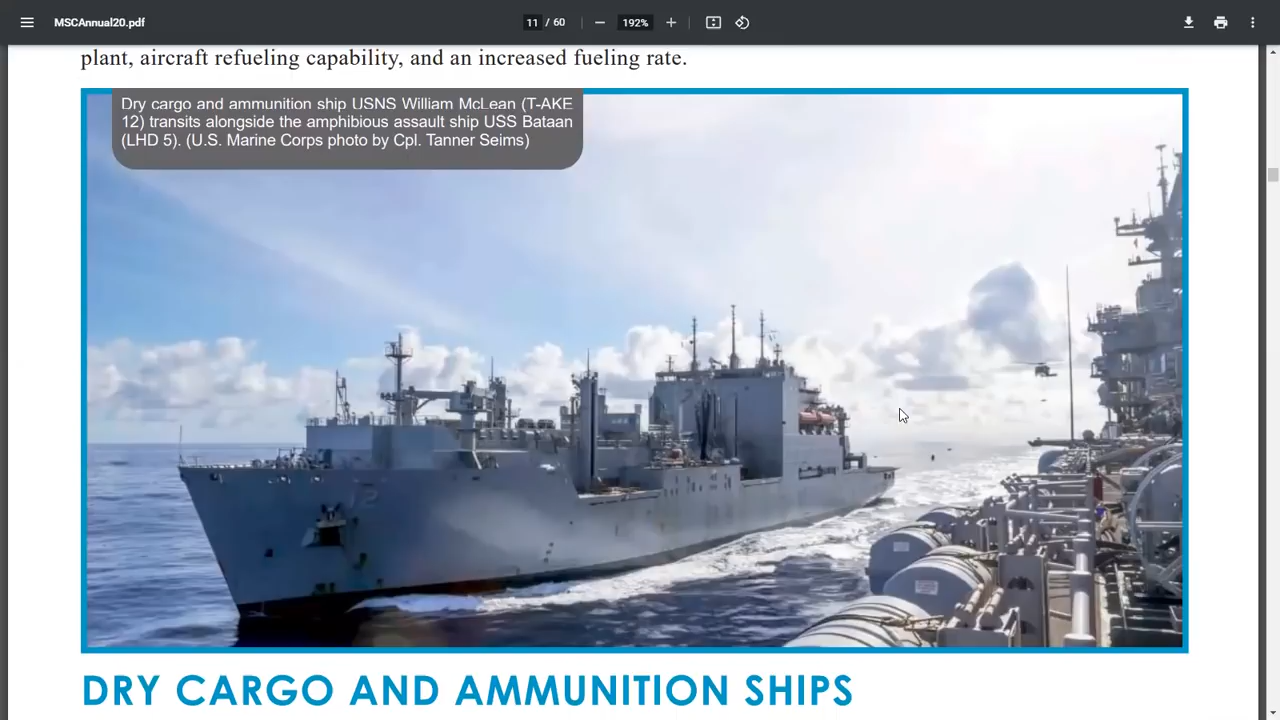 MSCAnnual20.pdf
11 / 60
192%
plant, aircraft refueling capability, and an increased fueling rate.
Dry cargo and ammunition ship USNS William McLean (T-AKE
12) transits alongside the amphibious assault ship USS Bataan
(LHD 5). (U.S. Marine Corps photo by Cpl. Tanner Seims)
DRY CARGO AND AMMUNITION SHIPS